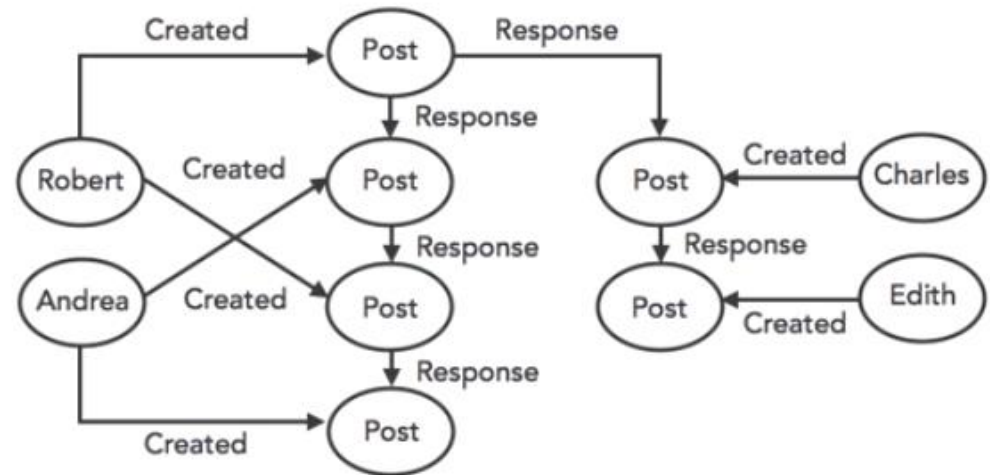 Created
Post
Response
Response
Robert
Created
Post
Post
Created
Charles
Response
Response
Andrea
Created
Post
Post
Created
Edith
Response
Created
Post